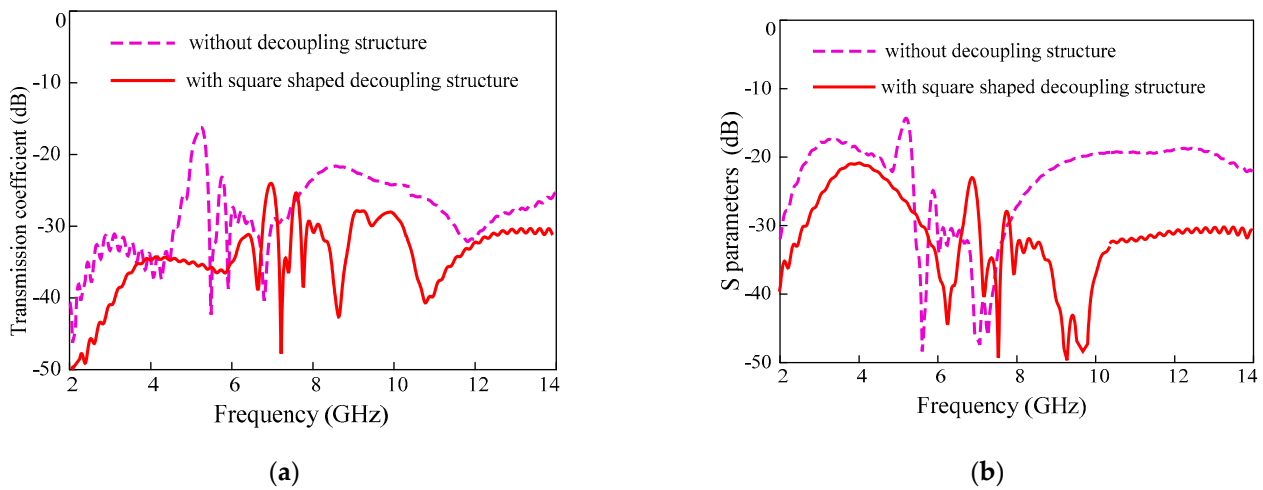 0
without decoupling structure
-10
with square shaped decoupling structure
-20
-30
-40
-50
Transmission coefficient (dB)
2 4 6 8 10 12 14
Frequency (GHz)
(a)
0
without decoupling structure
-10
with square shaped decoupling structure
-20
-30
-40
-50
S parameters (dB)
2 4 6 8 10 12 14
Frequency (GHz)
(b)